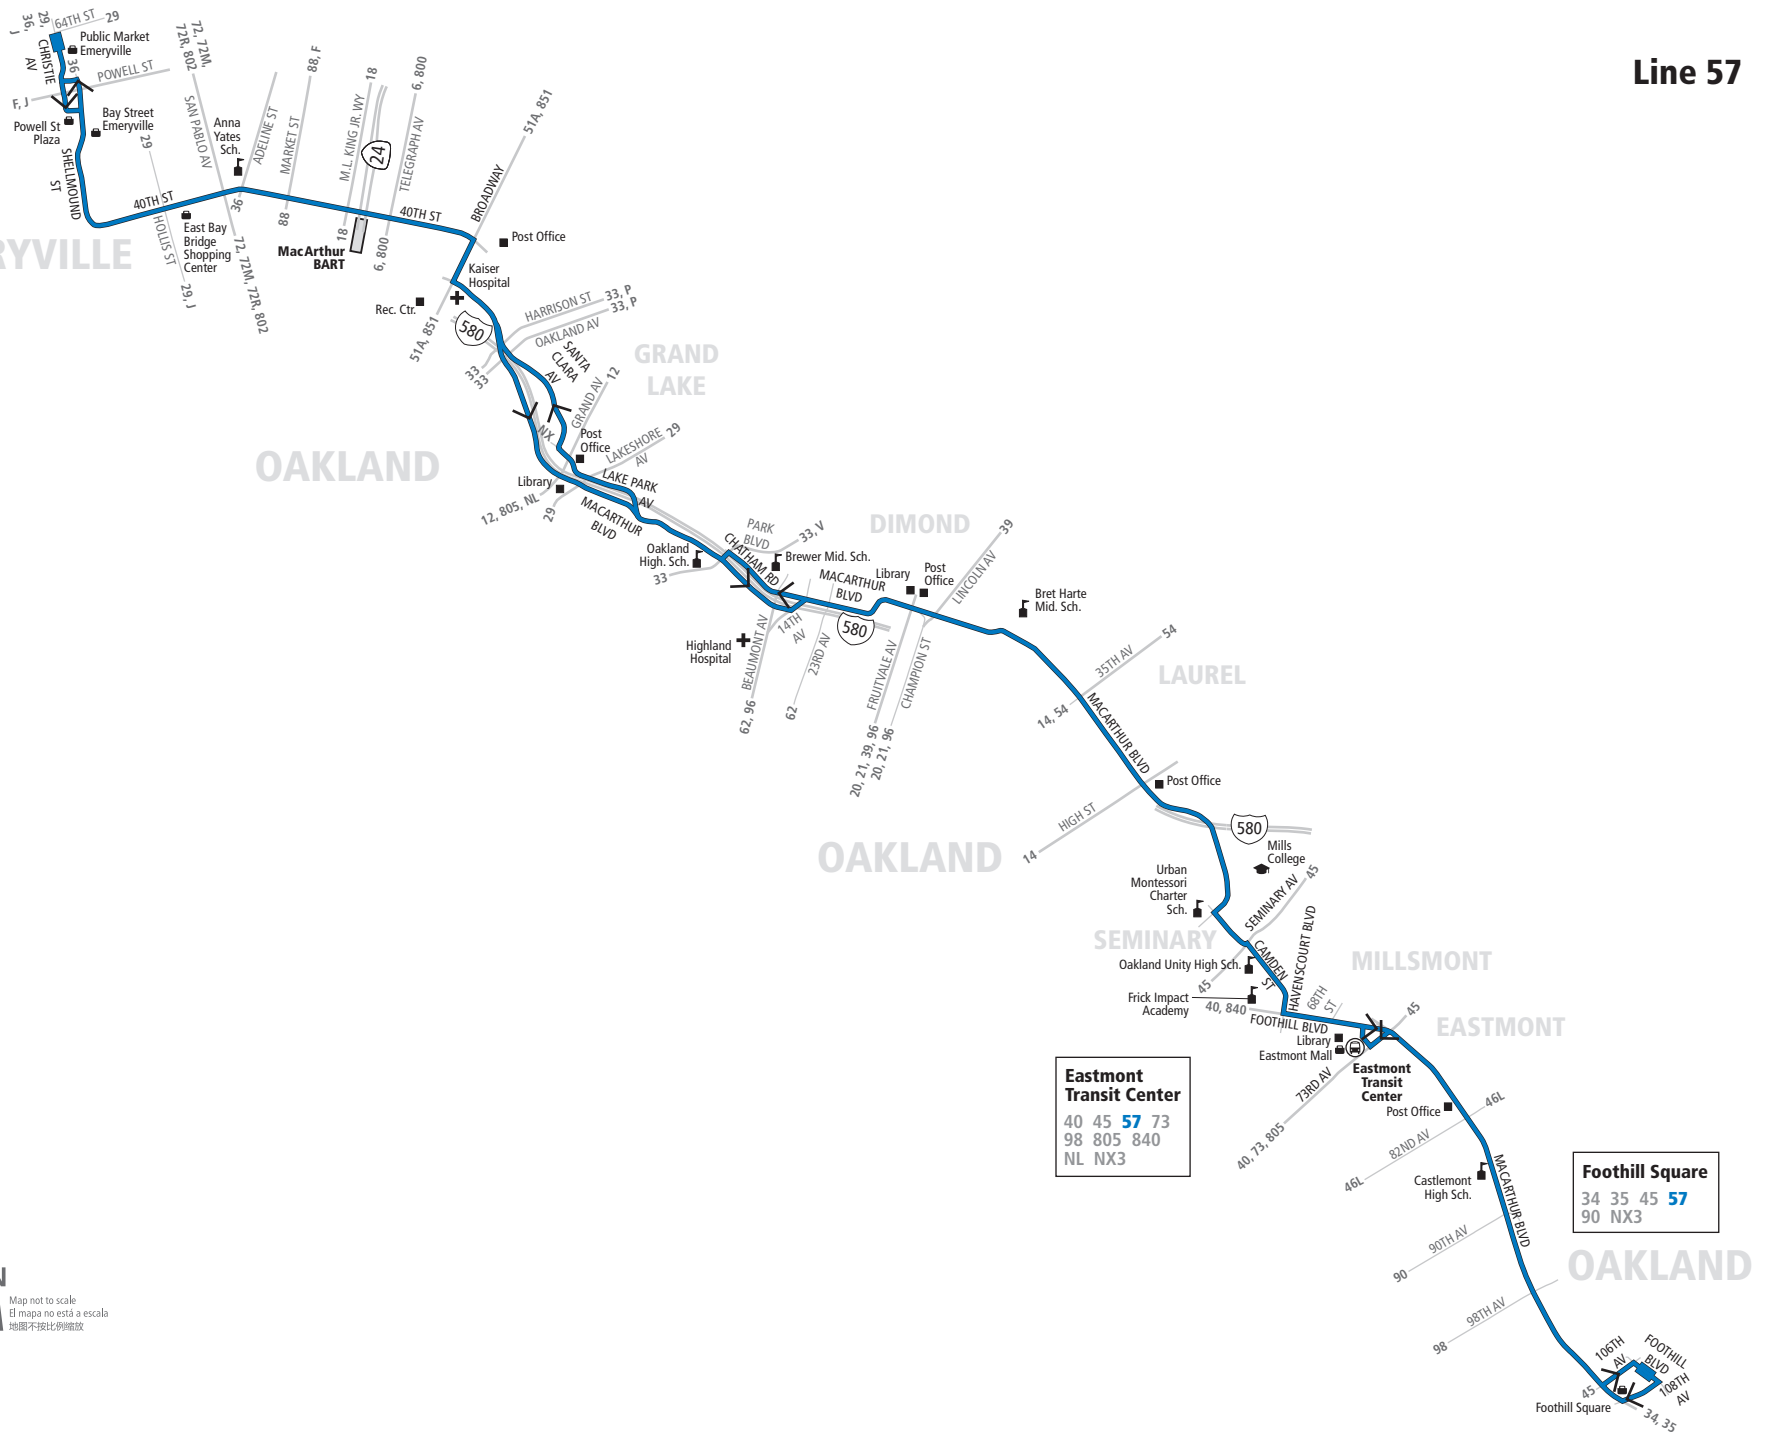 Line 57
64TH ST
29
29,
36,
J
CHRISTIE
AV
Public Market
Emeryville
36
POWELL ST
F, J
Powell St
Plaza
Bay Street
Emeryville
29
SHELLMOUND
ST
72, 72M,
72R, 802
SAN PABLO AV
Anna
Yates
Sch.
ADELINE ST
88, F
MARKET ST
18
M.L. KING JR. WY
24
6, 800
TELEGRAPH AV
51A, 851
BROADWAY
40TH ST
HOLLIS ST
29, J
East Bay
Bridge
Shopping
Center
36
72, 72M, 72R, 802
88
18
MacArthur
BART
6, 800
40TH ST
Post Office
Kaiser
Hospital
Rec. Ctr.
51A, 851
580
HARRISON ST
33, P
OAKLAND AV
33, P
33
33
RYVILLE
OAKLAND
GRAND
LAKE
SANTA
CLARA
AV
GRAND AV
12
NX
Post
Office
LAKESHORE
AV
29
Library
LAKE PARK
AV
12, 805, NL
29
MACARTHUR
BLVD
PARK
BLVD
33, V
Oakland
High. Sch.
33
CHATHAM RD
Brewer Mid. Sch.
DIMOND
MACARTHUR
BLVD
Library
Post
Office
LINCOLN AV
39
Bret Harte
Mid. Sch.
Highland
Hospital
BEAUMONT AV
62, 96
14TH
AV
23RD AV
62
580
FRUITVALE AV
20, 21, 39, 96
CHAMPION ST
20, 21, 96
35TH AV
54
14, 54
LAUREL
MACARTHUR BLVD
Post Office
HIGH ST
14
OAKLAND
580
Mills
College
Urban
Montessori
Charter
Sch.
SEMINARY AV
45
SEMINARY
Oakland Unity High Sch.
45
CAMDEN
ST
HAVENSCOURT BLVD
MILLSMONT
Frick Impact
Academy
40, 840
68TH
ST
FOOTHILL BLVD
45
EASTMONT
Library
Eastmont Mall
73RD AV
40, 73, 805
Eastmont
Transit
Center
Eastmont
Transit Center
40 45 57 73
98 805 840
NL NX3
Post Office
46L
82ND AV
46L
Castlemont
High Sch.
MACARTHUR BLVD
Foothill Square
34 35 45 57
90 NX3
90TH AV
90
OAKLAND
98TH AV
98
106TH
AV
FOOTHILL
BLVD
108TH
AV
45
Foothill Square
34, 35
N
Map not to scale
El mapa no está a escala
地图不按比例缩放